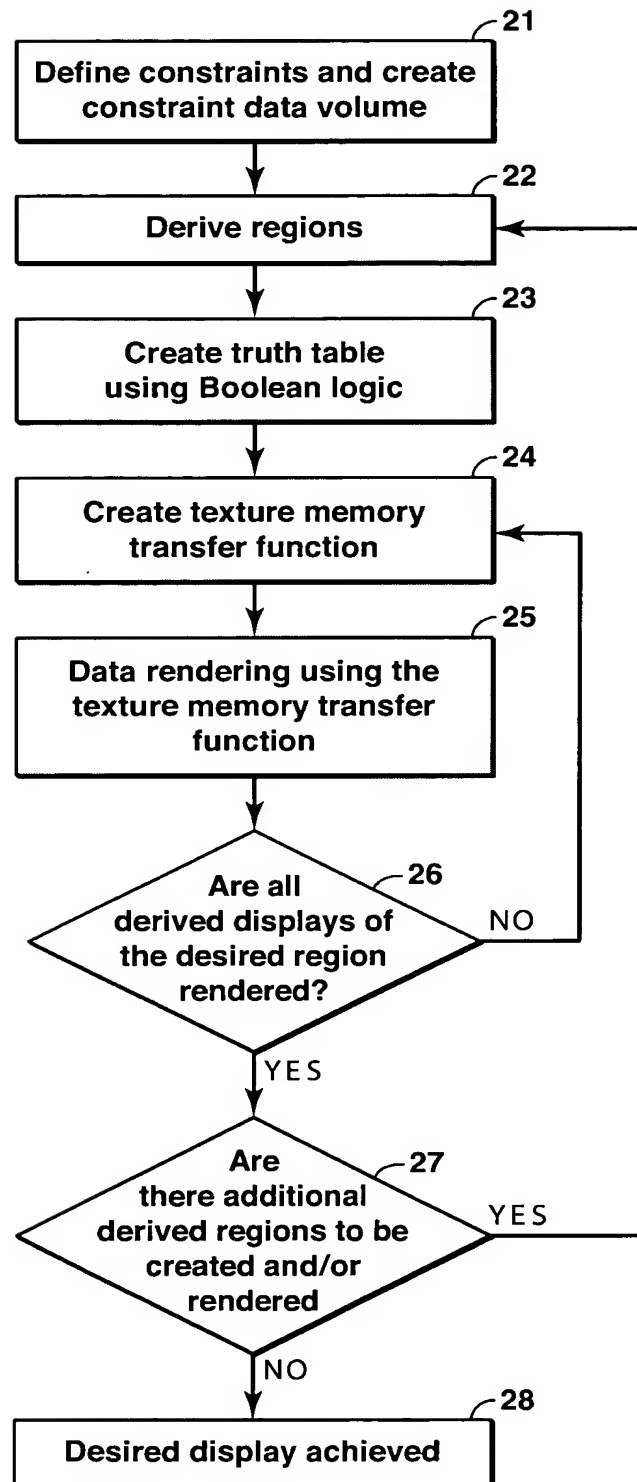 21
Define constraints and create
constraint data volume
22
Derive regions
23
Create truth table
using Boolean logic
24
Create texture memory
transfer function
25
Data rendering using the
texture memory transfer
function
26
Are all
derived displays of
the desired region
rendered?
NO
YES
27
Are
there additional
derived regions to be
created and/or
rendered
YES
NO
28
Desired display achieved